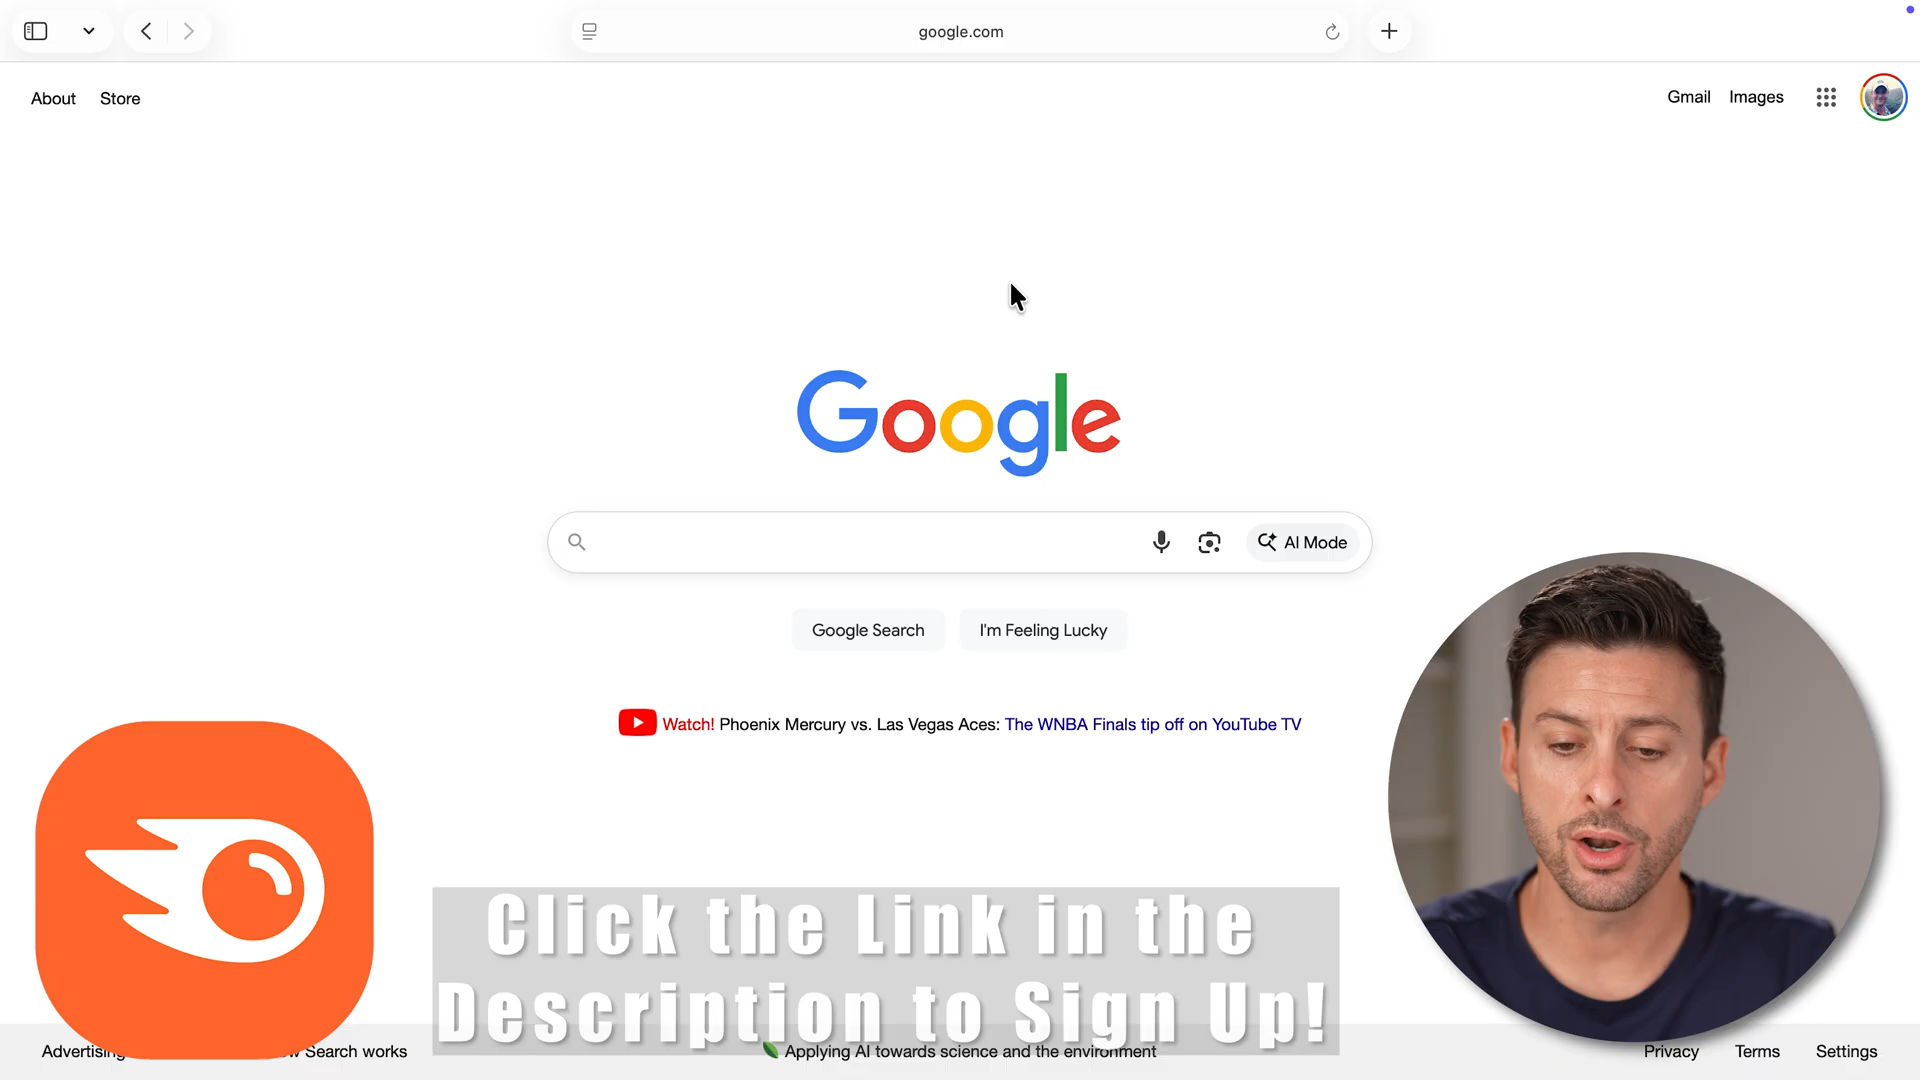 google.com
About Store
Gmail Images
Google
AI Mode
Google Search I'm Feeling Lucky
Watch! Phoenix Mercury vs. Las Vegas Aces: The WNBA Finals tip off on YouTube TV
Click the Link in the
Description to Sign Up!
Advertising Search works
Applying AI towards science and the environment
Privacy Terms Settings